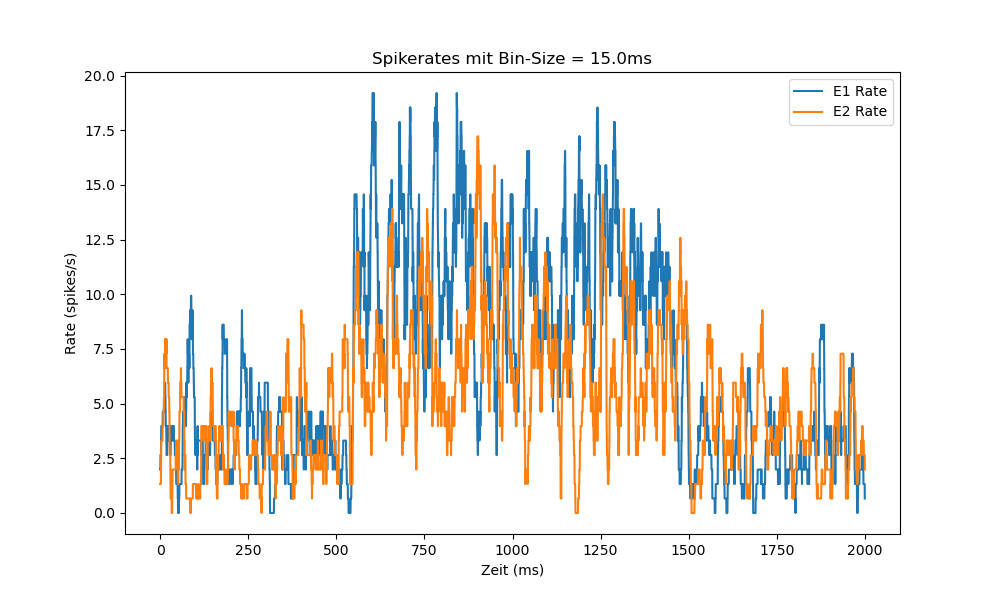 Spikerates mit Bin-Size = 15.0ms
E1 Rate
E2 Rate
Rate (spikes/s)
20.0
17.5
15.0
12.5
10.0
7.5
5.0
2.5
0.0
0 250 500 750 1000 1250 1500 1750 2000
Zeit (ms)